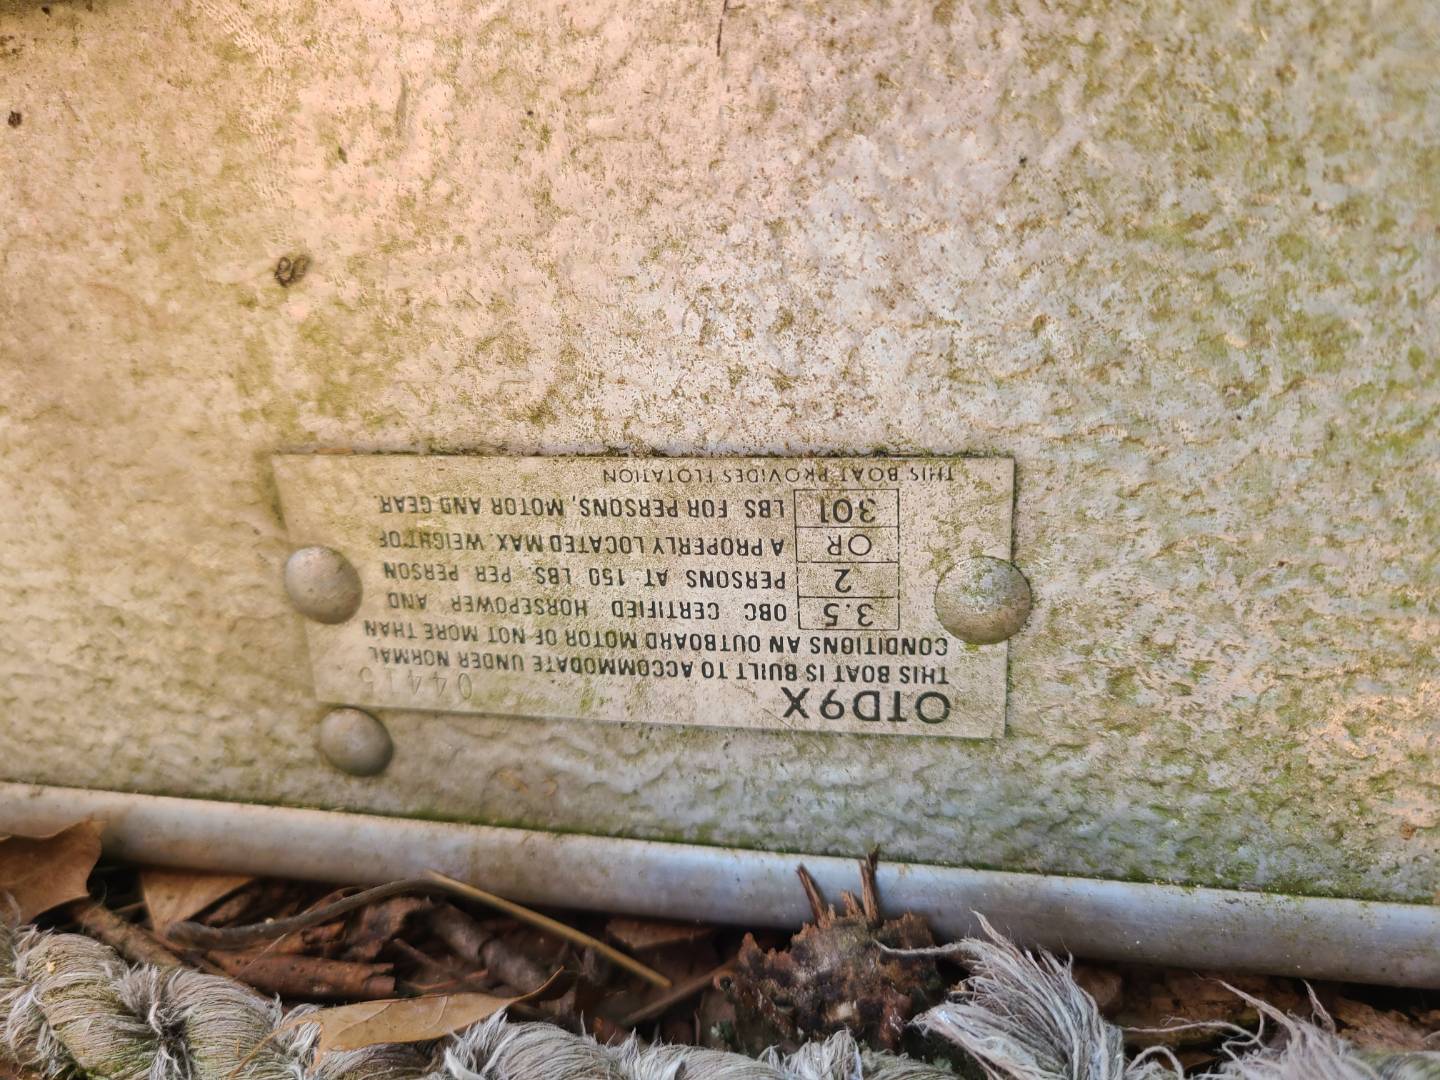 OTD9X 04415
THIS BOAT IS BUILT TO ACCOMMODATE UNDER NORMAL
CONDITIONS AN OUTBOARD MOTOR OF NOT MORE THAN
3.5 OBC CERTIFIED HORSEPOWER AND
2 PERSONS AT 150 LBS. PER PERSON
OR A PROPERLY LOCATED MAX. WEIGHT OF
301 LBS FOR PERSONS, MOTOR AND GEAR.
THIS BOAT PROVIDES FLOTATION